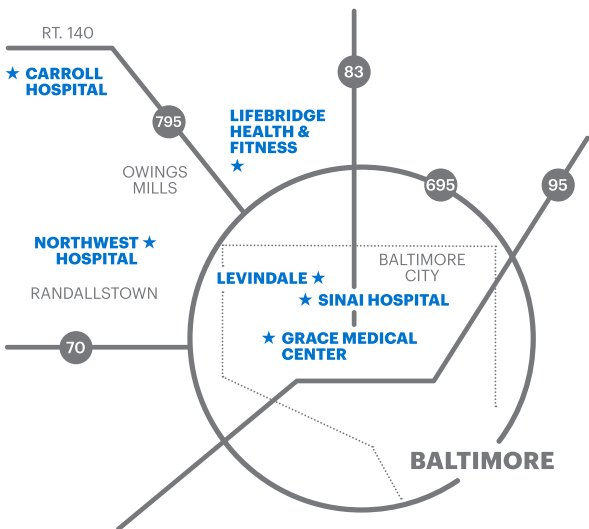 RT. 140
CARROLL
HOSPITAL
83
795
LIFEBRIDGE
HEALTH &
FITNESS
OWINGS
MILLS
695
95
NORTHWEST
HOSPITAL
BALTIMORE
CITY
LEVINDALE
RANDALLSTOWN
SINAI HOSPITAL
GRACE MEDICAL
CENTER
70
BALTIMORE